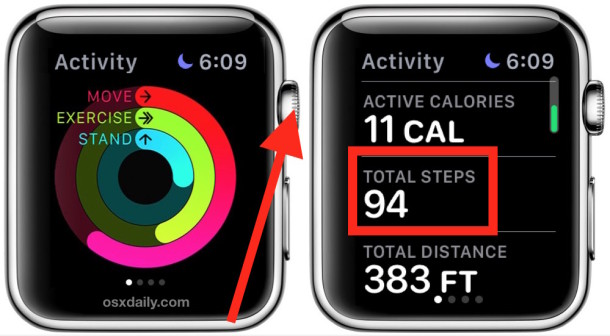 Activity 6:09
MOVE
EXERCISE
STAND
osxdaily.com
Activity 6:09
ACTIVE CALORIES
11 CAL
TOTAL STEPS
94
TOTAL DISTANCE
383 FT